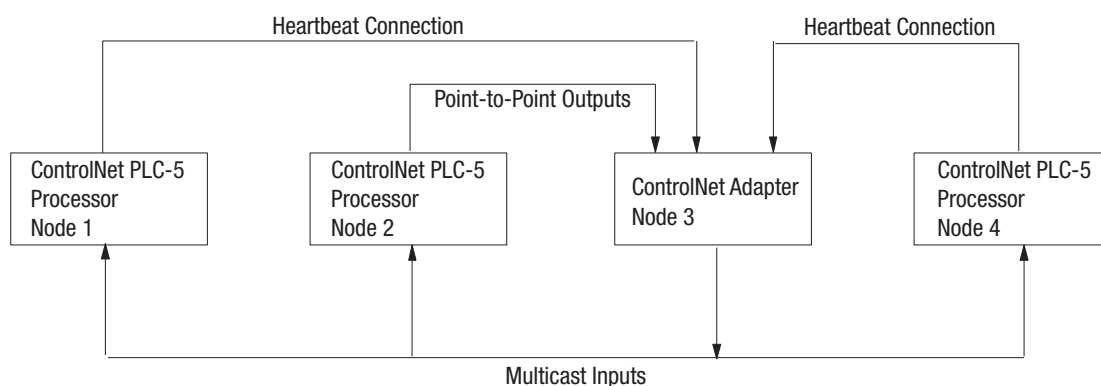 Heartbeat Connection
Heartbeat Connection
Point-to-Point Outputs
ControlNet PLC-5
Processor
Node 1
ControlNet PLC-5
Processor
Node 2
ControlNet Adapter
Node 3
ControlNet PLC-5
Processor
Node 4
Multicast Inputs